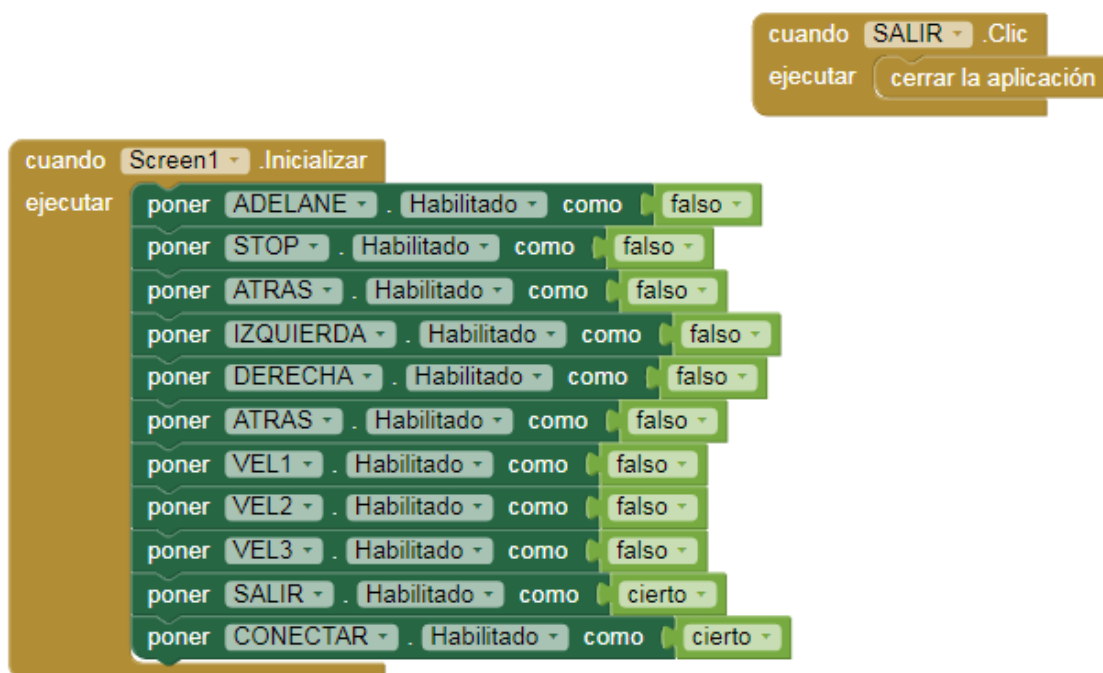 cuando SALIR .Clic
ejecutar cerrar la aplicación
cuando Screen1 .Inicializar
ejecutar poner ADELANE . Habilitado como falso
poner STOP . Habilitado como falso
poner ATRAS . Habilitado como falso
poner IZQUIERDA . Habilitado como falso
poner DERECHA . Habilitado como falso
poner ATRAS . Habilitado como falso
poner VEL1 . Habilitado como falso
poner VEL2 . Habilitado como falso
poner VEL3 . Habilitado como falso
poner SALIR . Habilitado como cierto
poner CONECTAR . Habilitado como cierto